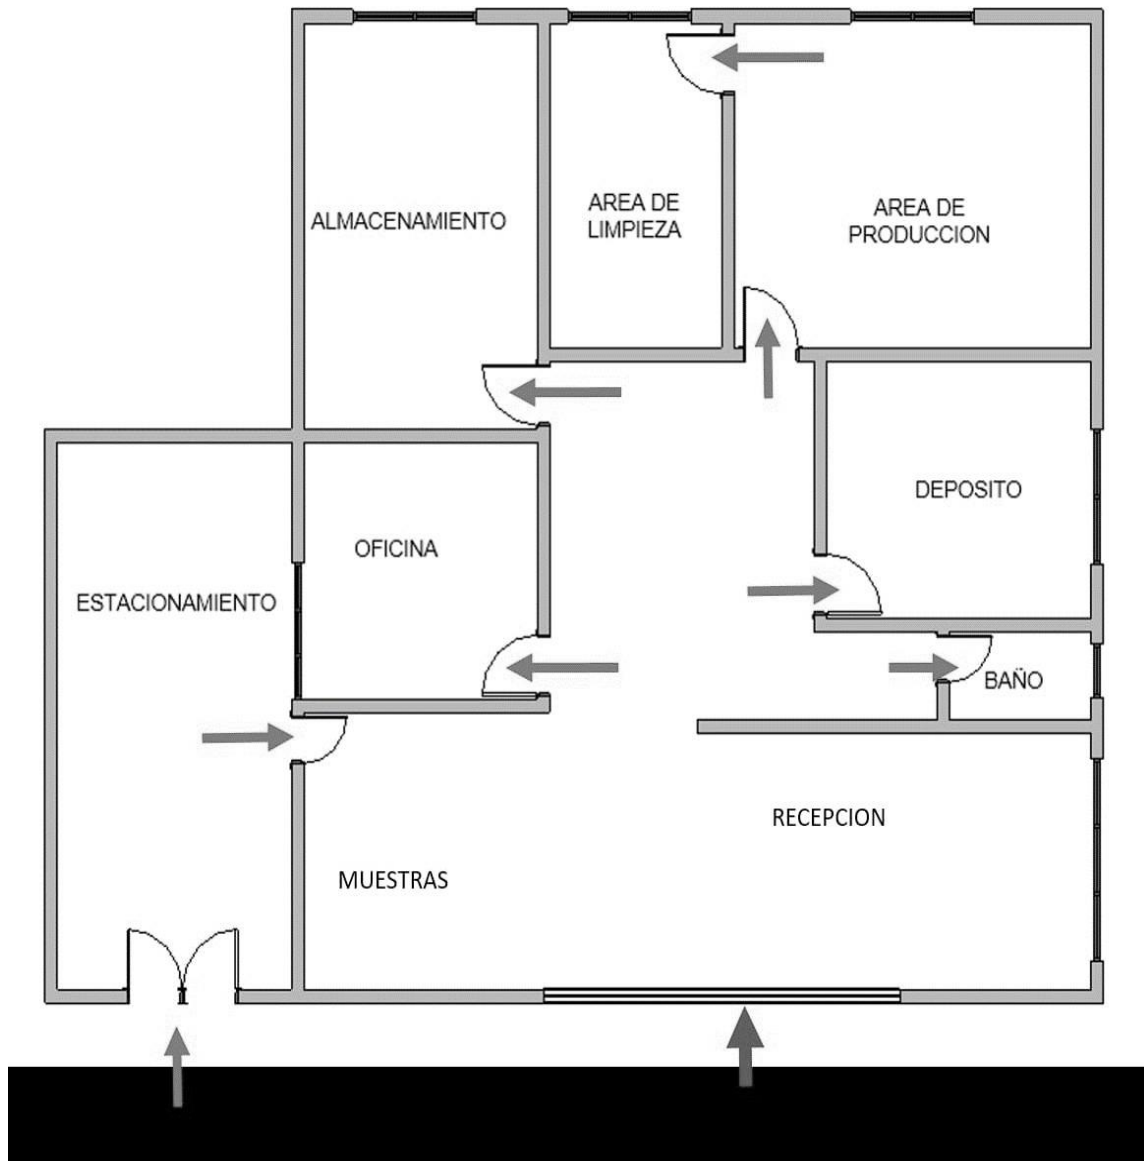 ALMACENAMIENTO
AREA DE
LIMPIEZA
AREA DE
PRODUCCION
DEPOSITO
OFICINA
ESTACIONAMIENTO
BAÑO
RECEPCION
MUESTRAS